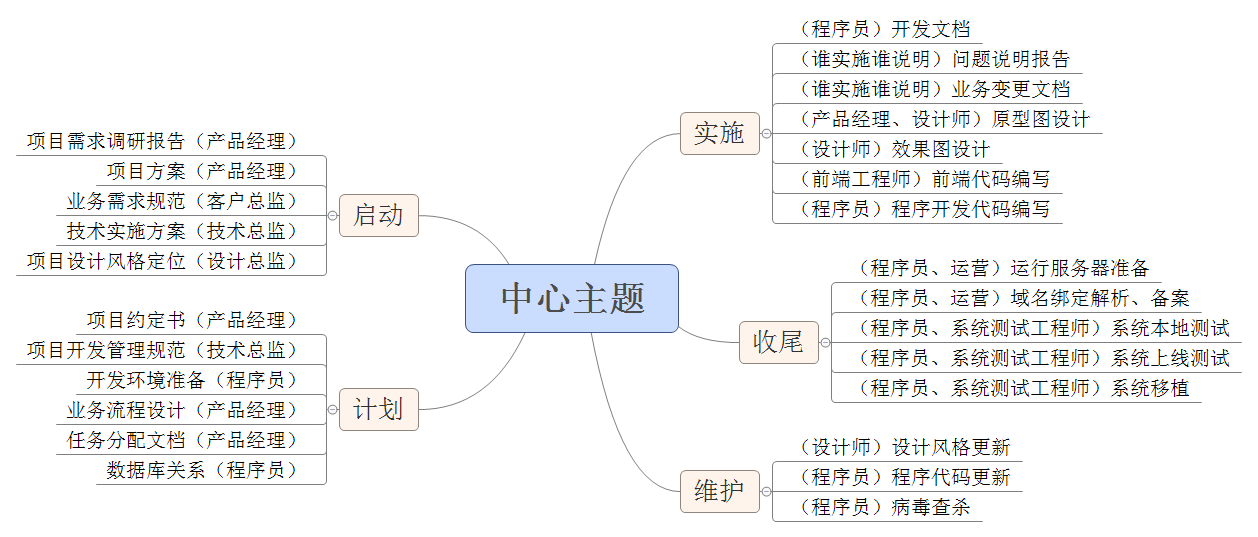 中心主题
启动
项目需求调研报告（产品经理）
项目方案（产品经理）
业务需求规范（客户总监）
技术实施方案（技术总监）
项目设计风格定位（设计总监）
计划
项目约定书（产品经理）
项目开发管理规范（技术总监）
开发环境准备（程序员）
业务流程设计（产品经理）
任务分配文档（产品经理）
数据库关系（程序员）
实施
（程序员）开发文档
（谁实施谁说明）问题说明报告
（谁实施谁说明）业务变更文档
（产品经理、设计师）原型图设计
（设计师）效果图设计
（前端工程师）前端代码编写
（程序员）程序开发代码编写
收尾
（程序员、运营）运行服务器准备
（程序员、运营）域名绑定解析、备案
（程序员、系统测试工程师）系统本地测试
（程序员、系统测试工程师）系统上线测试
（程序员、系统测试工程师）系统移植
维护
（设计师）设计风格更新
（程序员）程序代码更新
（程序员）病毒查杀